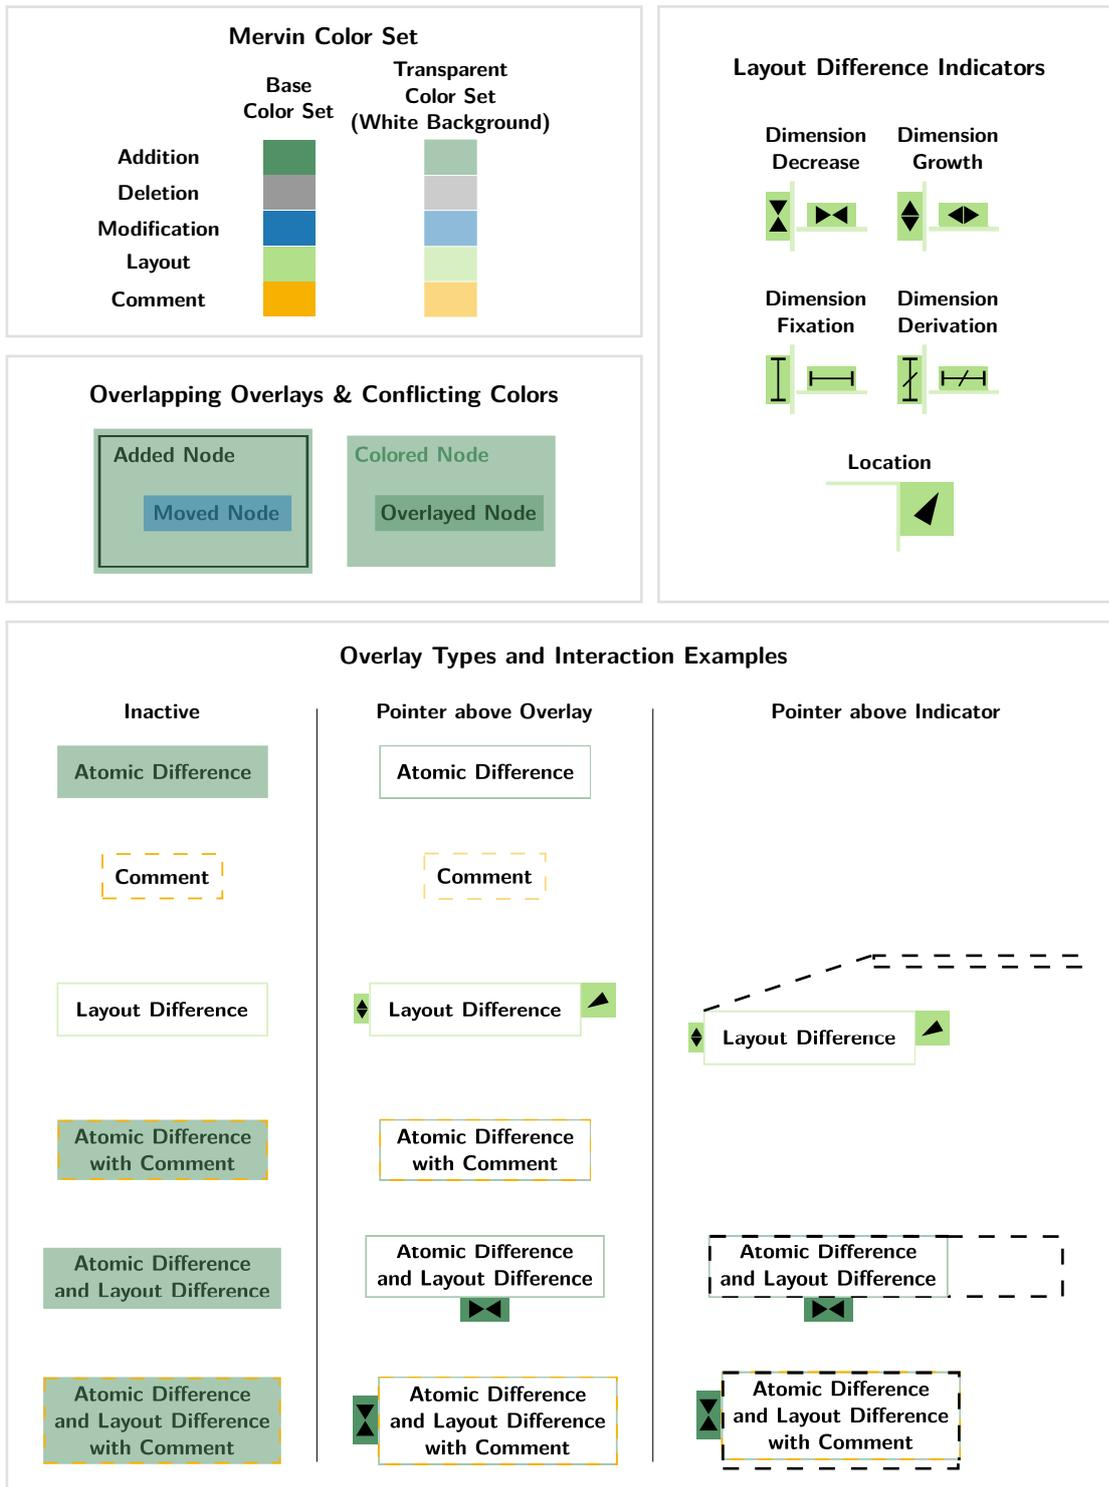 Mervin Color Set
Base
Color Set
Transparent
Color Set
(White Background)
Addition
Deletion
Modification
Layout
Comment
Layout Difference Indicators
Dimension
Decrease
Dimension
Growth
Dimension
Fixation
Dimension
Derivation
Location
Overlapping Overlays & Conflicting Colors
Added Node
Moved Node
Colored Node
Overlayed Node
Overlay Types and Interaction Examples
Inactive
Pointer above Overlay
Pointer above Indicator
Atomic Difference
Atomic Difference
Comment
Comment
Layout Difference
Layout Difference
Layout Difference
Atomic Difference
with Comment
Atomic Difference
with Comment
Atomic Difference
and Layout Difference
Atomic Difference
and Layout Difference
Atomic Difference
and Layout Difference
Atomic Difference
and Layout Difference
with Comment
Atomic Difference
and Layout Difference
with Comment
Atomic Difference
and Layout Difference
with Comment